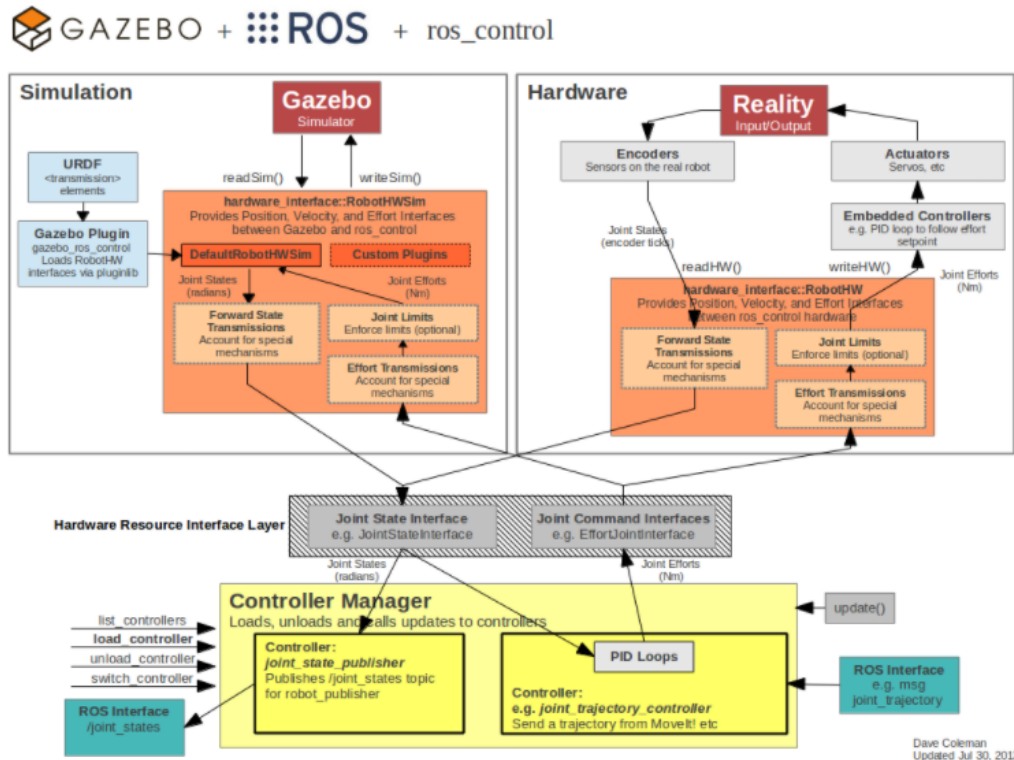 GAZEBO + ROS + ros_control
Simulation
Gazebo
Simulator
URDF
<transmission>
elements
readSim()
writeSim()
Gazebo Plugin
gazebo_ros_control
Loads RobotHW
interfaces via pluginlib
hardware_interface::RobotHWSim
Provides Position, Velocity, and Effort Interfaces
between Gazebo and ros_control
DefaultRobotHWSim
Custom Plugins
Joint States
(radians)
Joint Efforts
(Nm)
Forward State
Transmissions
Account for special
mechanisms
Joint Limits
Enforce limits (optional)
Effort Transmissions
Account for special
mechanisms
Hardware
Reality
Input/Output
Encoders
Sensors on the real robot
Actuators
Servos, etc
Embedded Controllers
e.g. PID loop to follow effort
setpoint
Joint States
(encoder ticks)
readHW()
writeHW()
Joint Efforts
(Nm)
hardware_interface::RobotHW
Provides Position, Velocity, and Effort Interfaces
between ros_control hardware
Forward State
Transmissions
Account for special
mechanisms
Joint Limits
Enforce limits (optional)
Effort Transmissions
Account for special
mechanisms
Hardware Resource Interface Layer
Joint State Interface
e.g. JointStateInterface
Joint Command Interfaces
e.g. EffortJointInterface
Joint States
(radians)
Joint Efforts
(Nm)
Controller Manager
Loads, unloads and calls updates to controllers
update()
list_controllers
load_controller
unload_controller
switch_controller
Controller:
joint_state_publisher
Publishes /joint_states topic
for robot_publisher
PID Loops
Controller:
e.g. joint_trajectory_controller
Send a trajectory from MoveIt! etc
ROS Interface
e.g. msg
joint_trajectory
ROS Interface
/joint_states
Dave Coleman
Updated Jul 30,